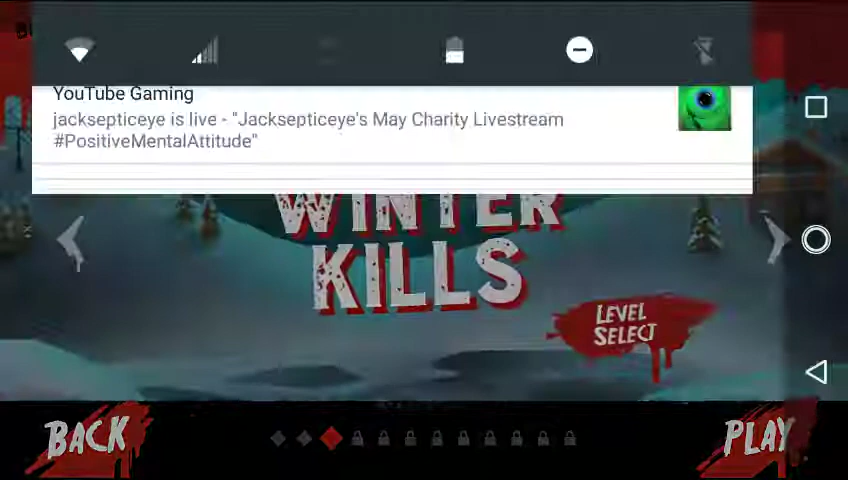 YouTube Gaming
jacksepticeye is live - "Jacksepticeye's May Charity Livestream
#PositiveMentalAttitude"
WINTER
KILLS
LEVEL
SELECT
BACK
PLAY